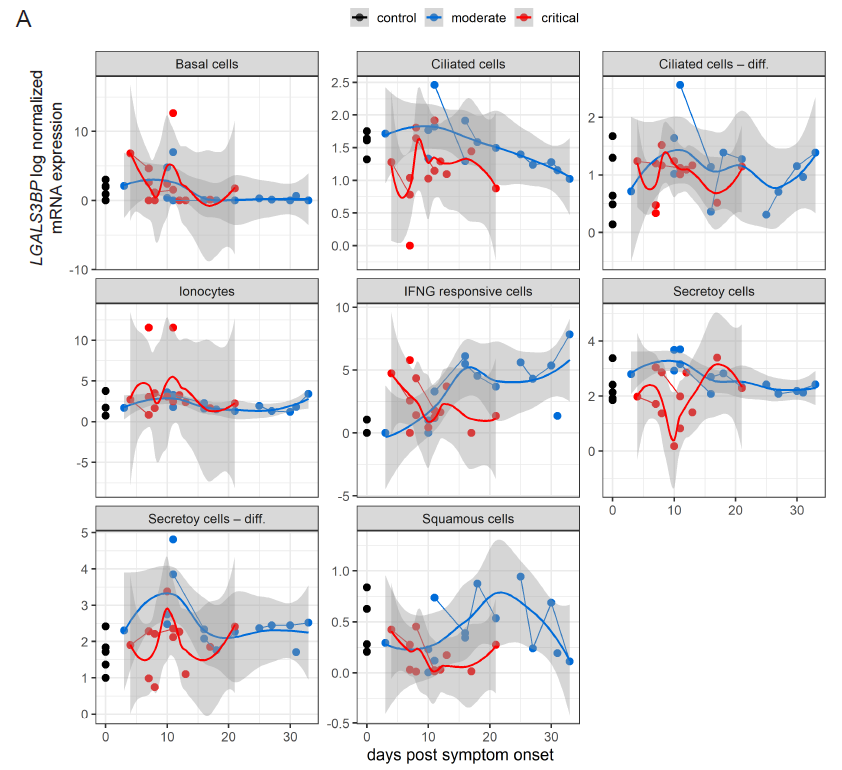 A
control moderate critical
LGALS3BP log normalized
mRNA expression
Basal cells
Ciliated cells
Ciliated cells – diff.
10
0
-10
2.5
2.0
1.5
1.0
0.5
0.0
2
1
0
Ionocytes
IFNG responsive cells
Secretoy cells
10
5
0
-5
10
5
0
-5
4
2
0
0 10 20 30
Secretoy cells – diff.
Squamous cells
5
4
3
2
1
0
1.0
0.5
0.0
-0.5
0 10 20 30
0 10 20 30
days post symptom onset